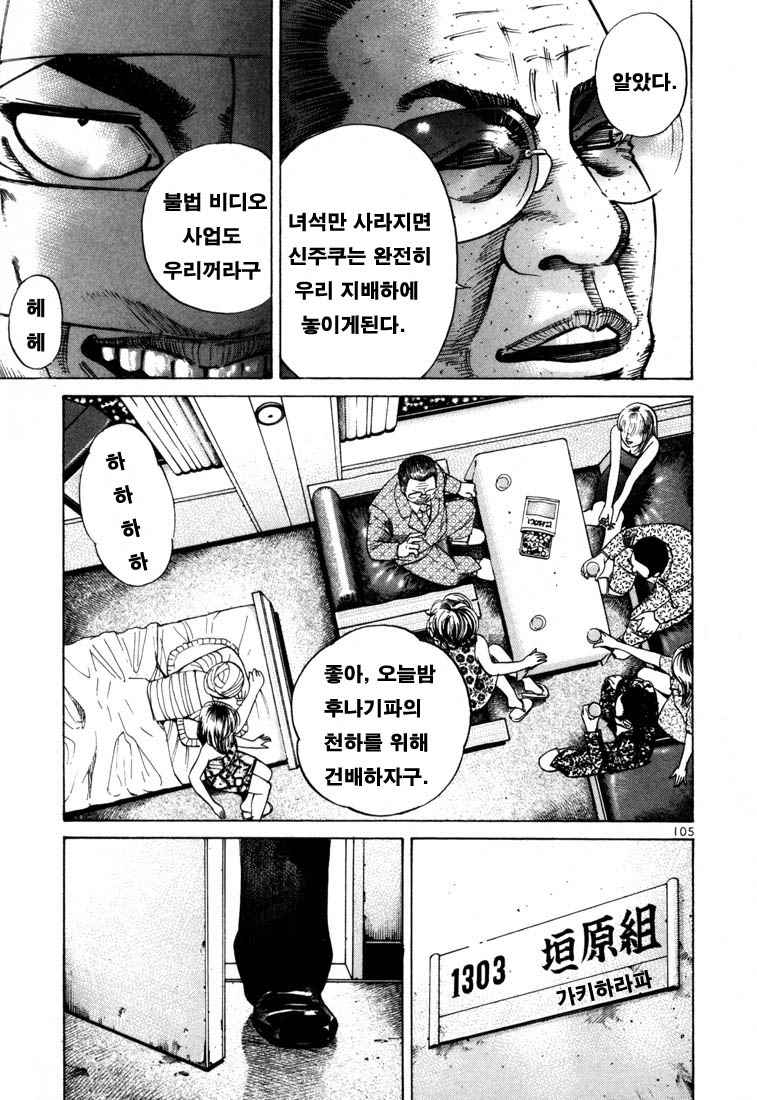 알았다.
녀석만 사라지면
신주쿠는 완전히
우리 지배하에
놓이게된다.
불법 비디오
사업도
우리꺼라구
헤
헤
하
하
하
하
좋아, 오늘밤
후나기파의
천하를 위해
건배하자구.
105
1303 垣原組
가키하라파